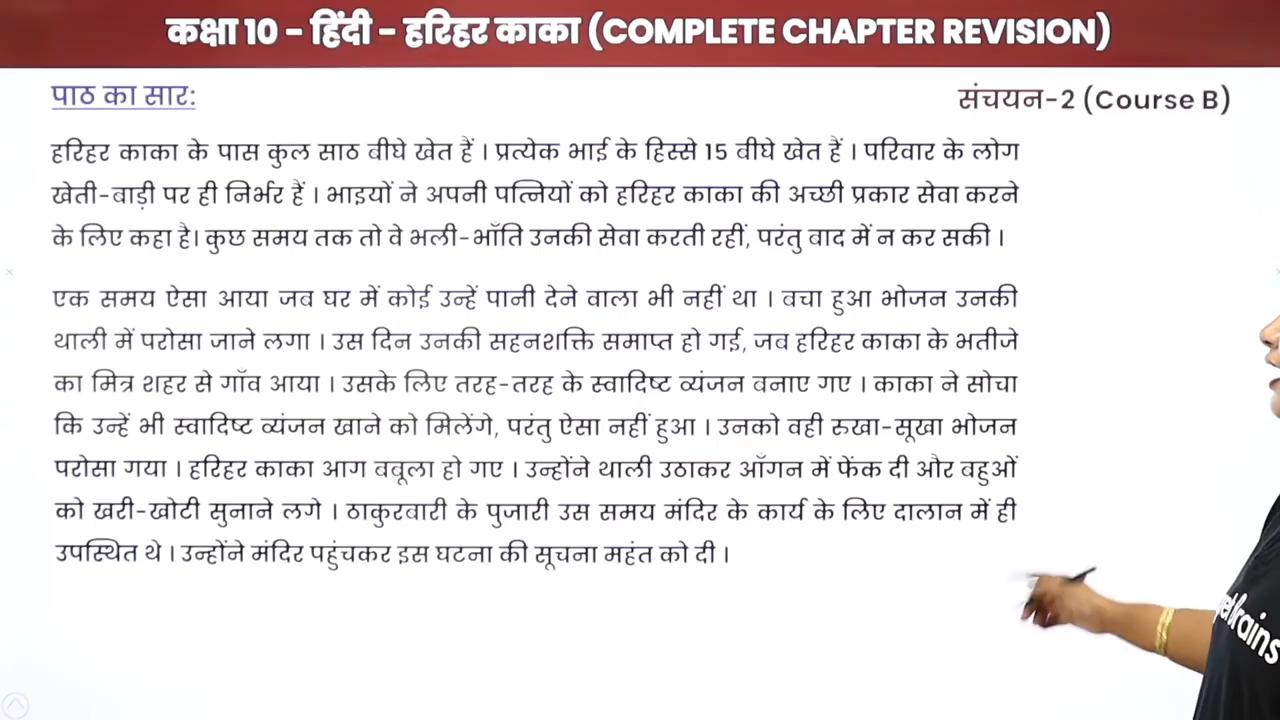 कक्षा 10 - हिंदी - हरिहर काका (COMPLETE CHAPTER REVISION)
पाठ का सार:
संचयन-2 (Course B)
हरिहर काका के पास कुल साठ बीघे खेत हैं । प्रत्येक भाई के हिस्से 15 बीघे खेत हैं । परिवार के लोग
खेती-बाड़ी पर ही निर्भर हैं । भाइयों ने अपनी पत्नियों को हरिहर काका की अच्छी प्रकार सेवा करने
के लिए कहा है। कुछ समय तक तो वे भली-भाँति उनकी सेवा करती रहीं, परंतु बाद में न कर सकी ।
एक समय ऐसा आया जब घर में कोई उन्हें पानी देने वाला भी नहीं था । बचा हुआ भोजन उनकी
थाली में परोसा जाने लगा । उस दिन उनकी सहनशक्ति समाप्त हो गई, जब हरिहर काका के भतीजे
का मित्र शहर से गाँव आया । उसके लिए तरह-तरह के स्वादिष्ट व्यंजन बनाए गए । काका ने सोचा
कि उन्हें भी स्वादिष्ट व्यंजन खाने को मिलेंगे, परंतु ऐसा नहीं हुआ । उनको वही रुखा-सूखा भोजन
परोसा गया । हरिहर काका आग बबूला हो गए । उन्होंने थाली उठाकर आँगन में फेंक दी और बहुओं
को खरी-खोटी सुनाने लगे । ठाकुरबारी के पुजारी उस समय मंदिर के कार्य के लिए दालान में ही
उपस्थित थे । उन्होंने मंदिर पहुंचकर इस घटना की सूचना महंत को दी ।